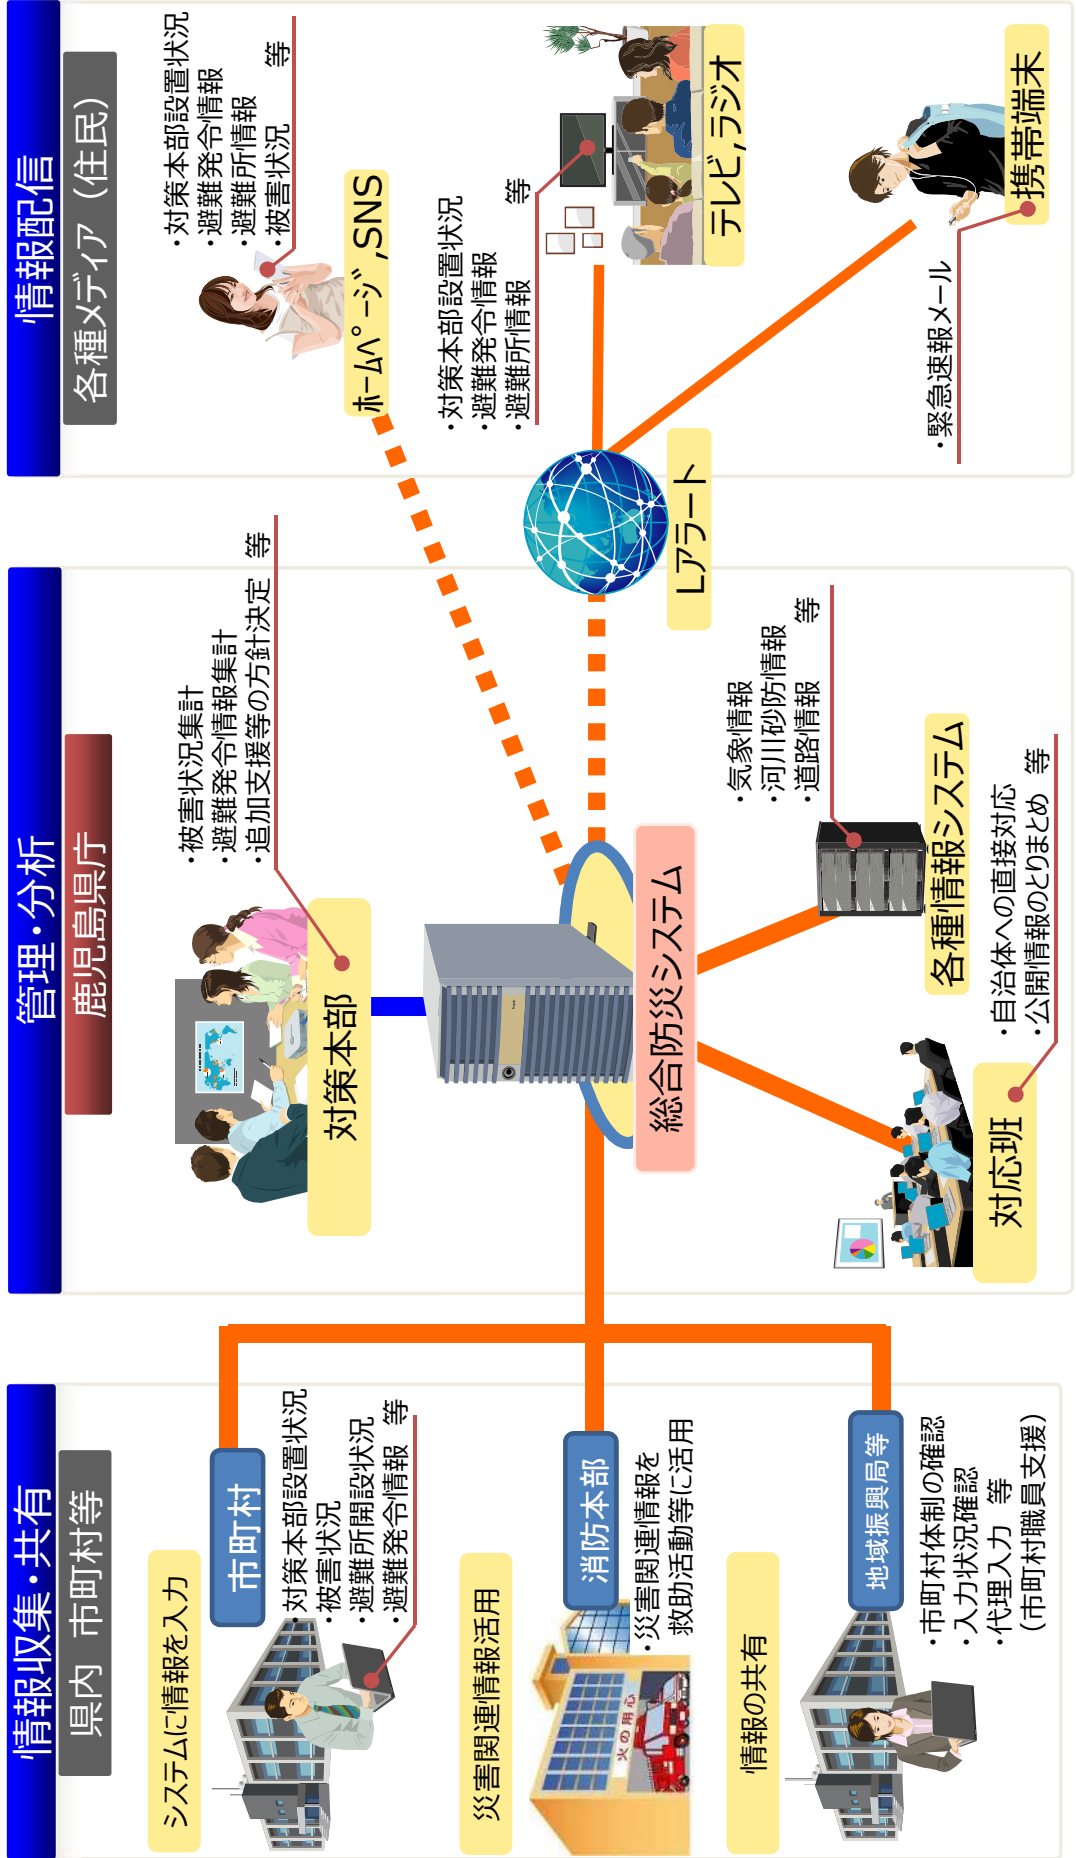 情報収集・共有
県内　市町村等
システムに情報を入力
市町村
・対策本部設置状況
・被害状況
・避難所開設状況
・避難発令情報　等
災害関連情報活用
消防本部
火の用心
・災害関連情報を
救助活動等に活用
情報の共有
地域振興局等
・市町村体制の確認
・入力状況確認
・代理入力　等
（市町村職員支援）
管理・分析
鹿児島県庁
・被害状況集計
・避難発令情報集計
・追加支援等の方針決定　等
対策本部
総合防災システム
・気象情報
・河川砂防情報
・道路情報　等
各種情報システム
対応班
・自治体への直接対応
・公開情報のとりまとめ　等
情報配信
各種メディア（住民）
・対策本部設置状況
・避難発令情報
・避難所情報
・被害状況　等
ﾎｰﾑﾍﾟｰｼﾞ,SNS
・対策本部設置状況
・避難発令情報
・避難所情報　等
テレビ,ラジオ
Lアラート
・緊急速報メール
携帯端末